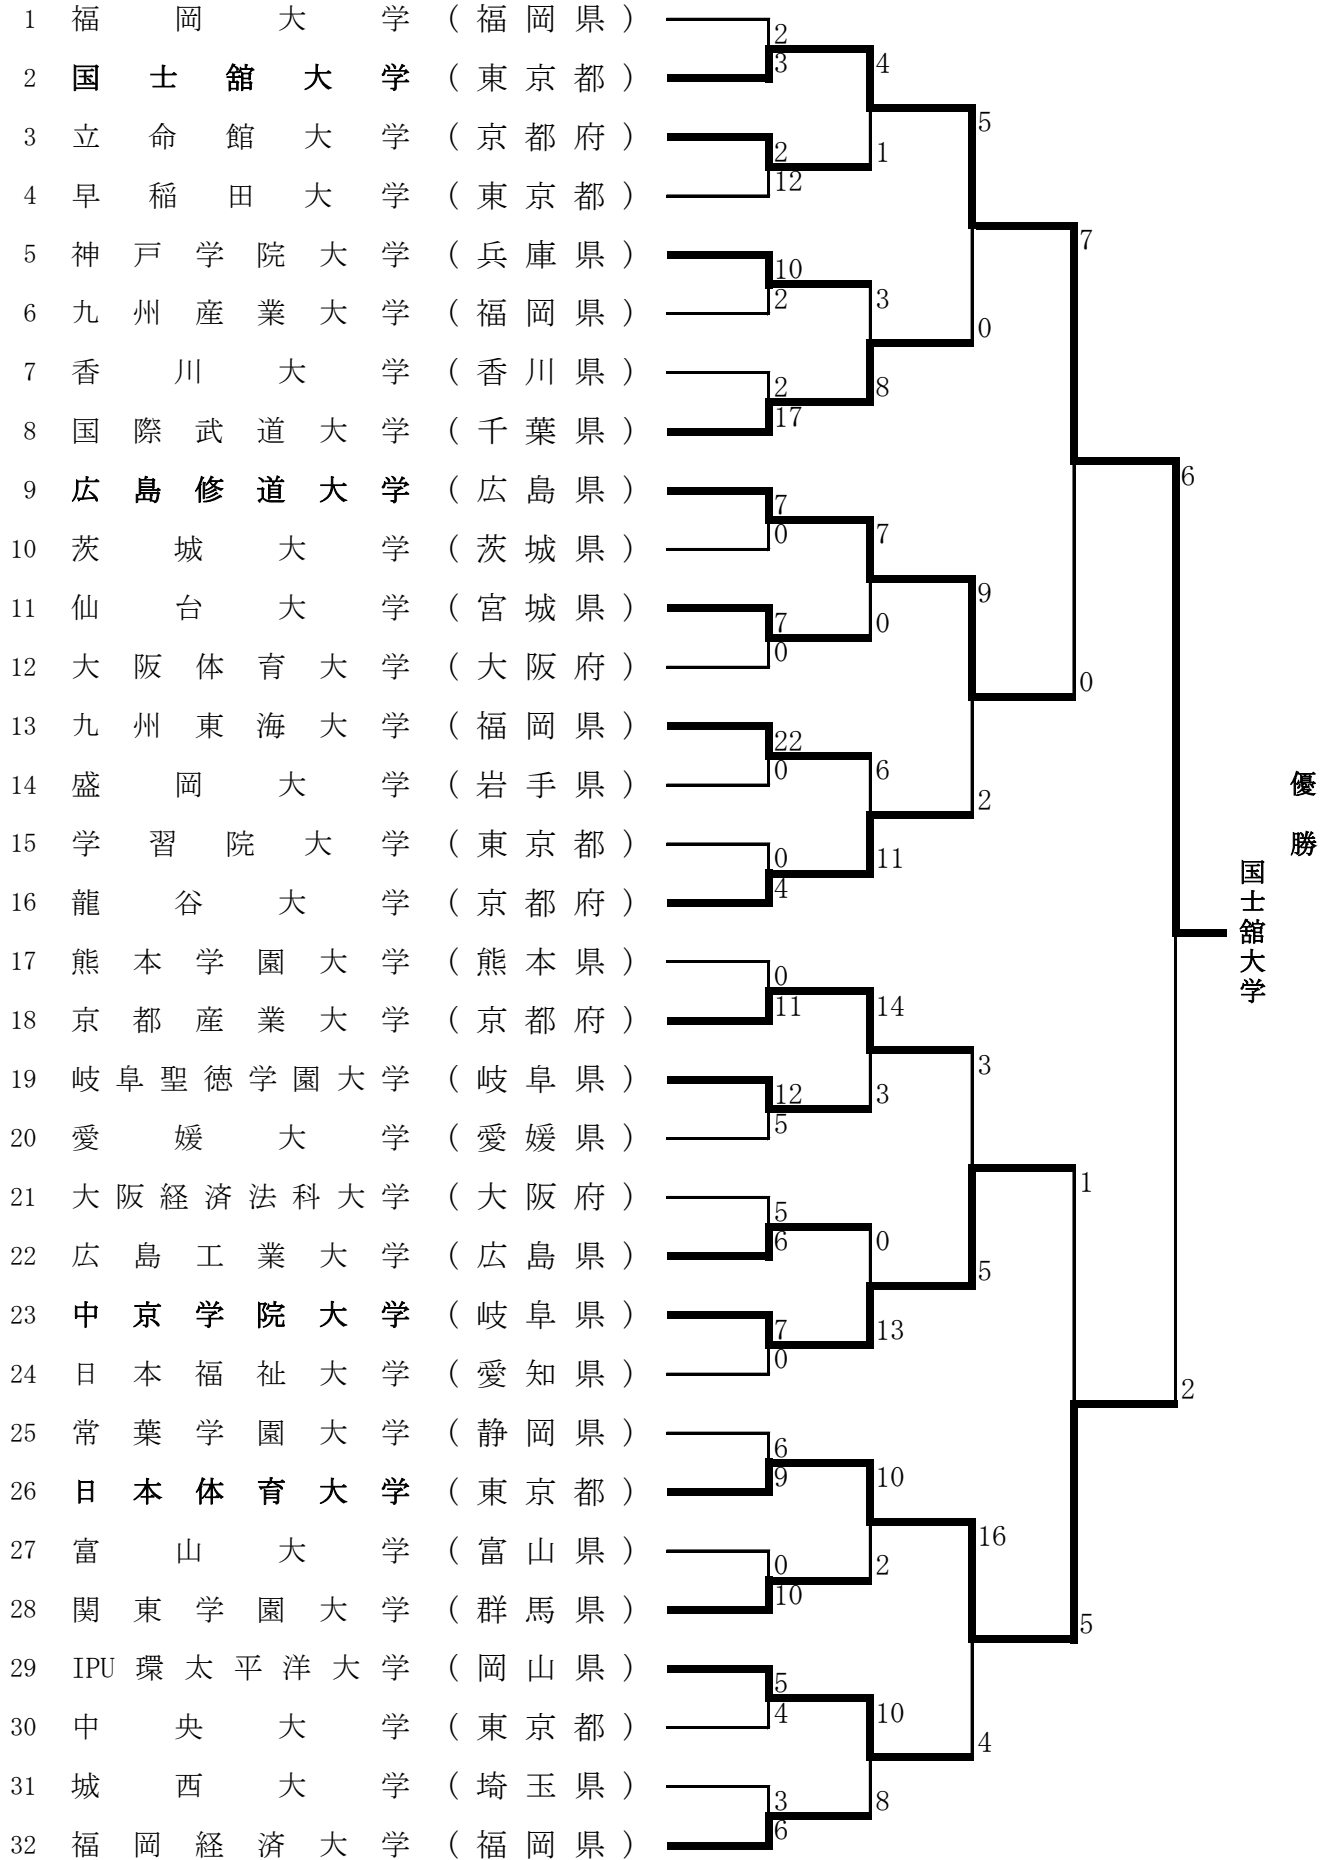 1 福岡大学 (福岡県)
2 国士舘大学 (東京都)
3 立命館大学 (京都府)
4 早稲田大学 (東京都)
5 神戸学院大学 (兵庫県)
6 九州産業大学 (福岡県)
7 香川大学 (香川県)
8 国際武道大学 (千葉県)
9 広島修道大学 (広島県)
10 茨城大学 (茨城県)
11 仙台大学 (宮城県)
12 大阪体育大学 (大阪府)
13 九州東海大学 (福岡県)
14 盛岡大学 (岩手県)
15 学習院大学 (東京都)
16 龍谷大学 (京都府)
17 熊本学園大学 (熊本県)
18 京都産業大学 (京都府)
19 岐阜聖徳学園大学 (岐阜県)
20 愛媛大学 (愛媛県)
21 大阪経済法科大学 (大阪府)
22 広島工業大学 (広島県)
23 中京学院大学 (岐阜県)
24 日本福祉大学 (愛知県)
25 常葉学園大学 (静岡県)
26 日本体育大学 (東京都)
27 富山大学 (富山県)
28 関東学園大学 (群馬県)
29 IPU環太平洋大学 (岡山県)
30 中央大学 (東京都)
31 城西大学 (埼玉県)
32 福岡経済大学 (福岡県)
2
3
2
12
10
2
2
17
7
0
7
0
22
0
0
4
0
11
12
5
5
6
7
0
6
9
0
10
5
4
3
6
4
1
3
8
7
0
6
11
14
3
0
13
10
2
10
8
5
0
9
2
3
5
16
4
7
0
1
5
6
2
優勝
国士舘大学